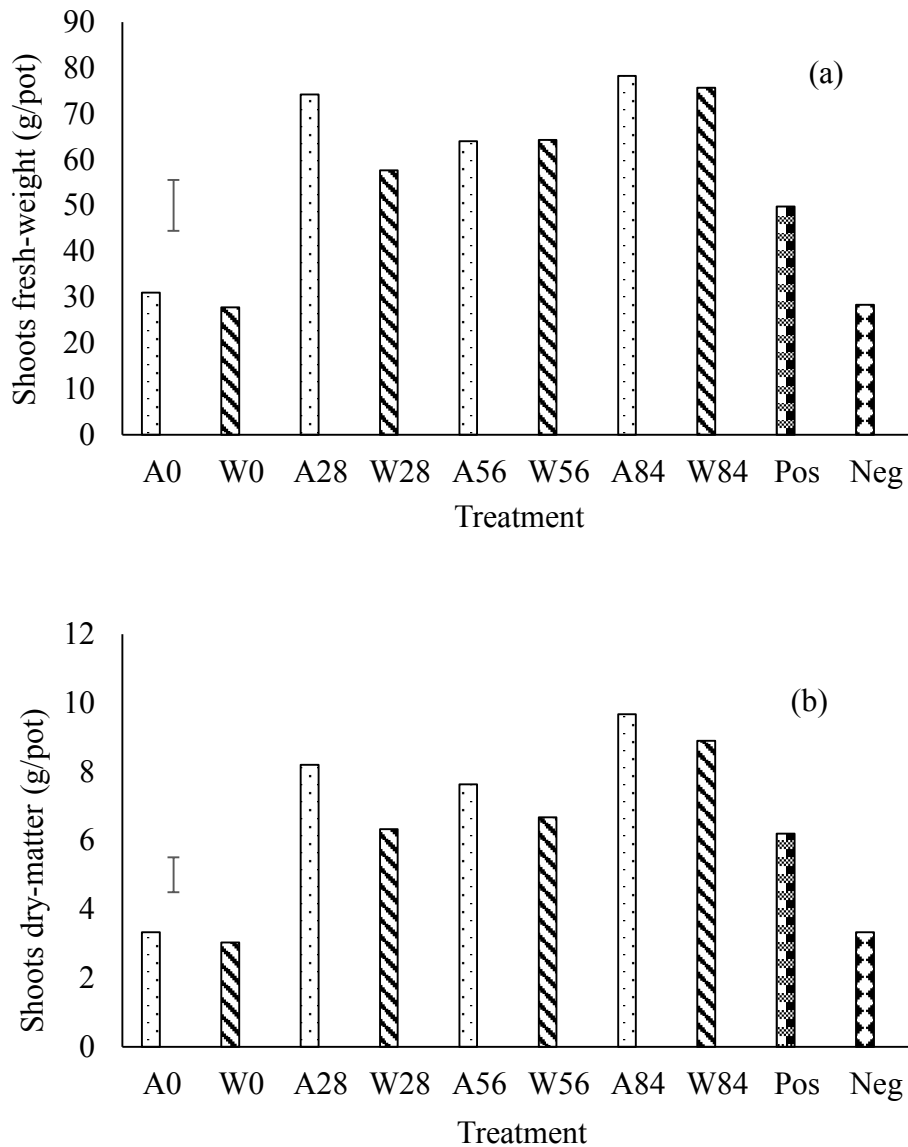 90
80
70
60
50
40
30
20
10
0
Shoots fresh-weight (g/pot)
(a)
A0 W0 A28 W28 A56 W56 A84 W84 Pos Neg
Treatment
12
10
8
6
4
2
0
Shoots dry-matter (g/pot)
(b)
A0 W0 A28 W28 A56 W56 A84 W84 Pos Neg
Treatment